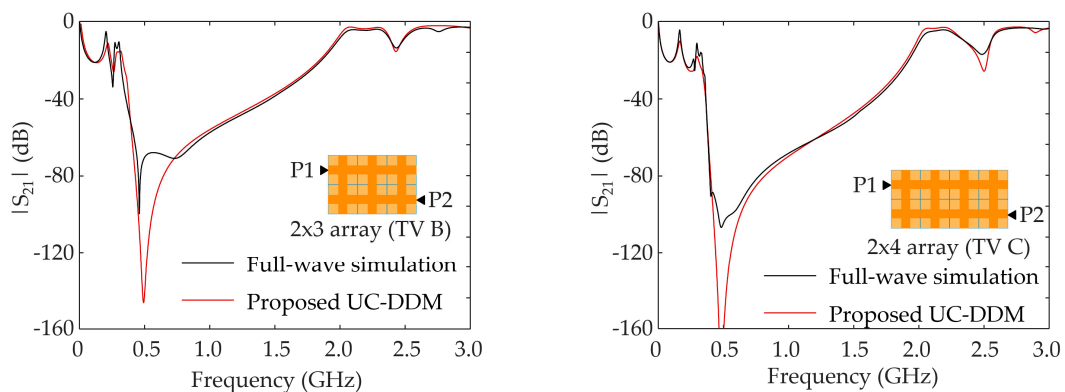 0
-40
-80
-120
-160
|S21| (dB)
P1
P2
2x3 array (TV B)
Full-wave simulation
Proposed UC-DDM
0 0.5 1.0 1.5 2.0 2.5 3.0
Frequency (GHz)
0
-40
-80
-120
-160
|S21| (dB)
P1
P2
2x4 array (TV C)
Full-wave simulation
Proposed UC-DDM
0 0.5 1.0 1.5 2.0 2.5 3.0
Frequency (GHz)